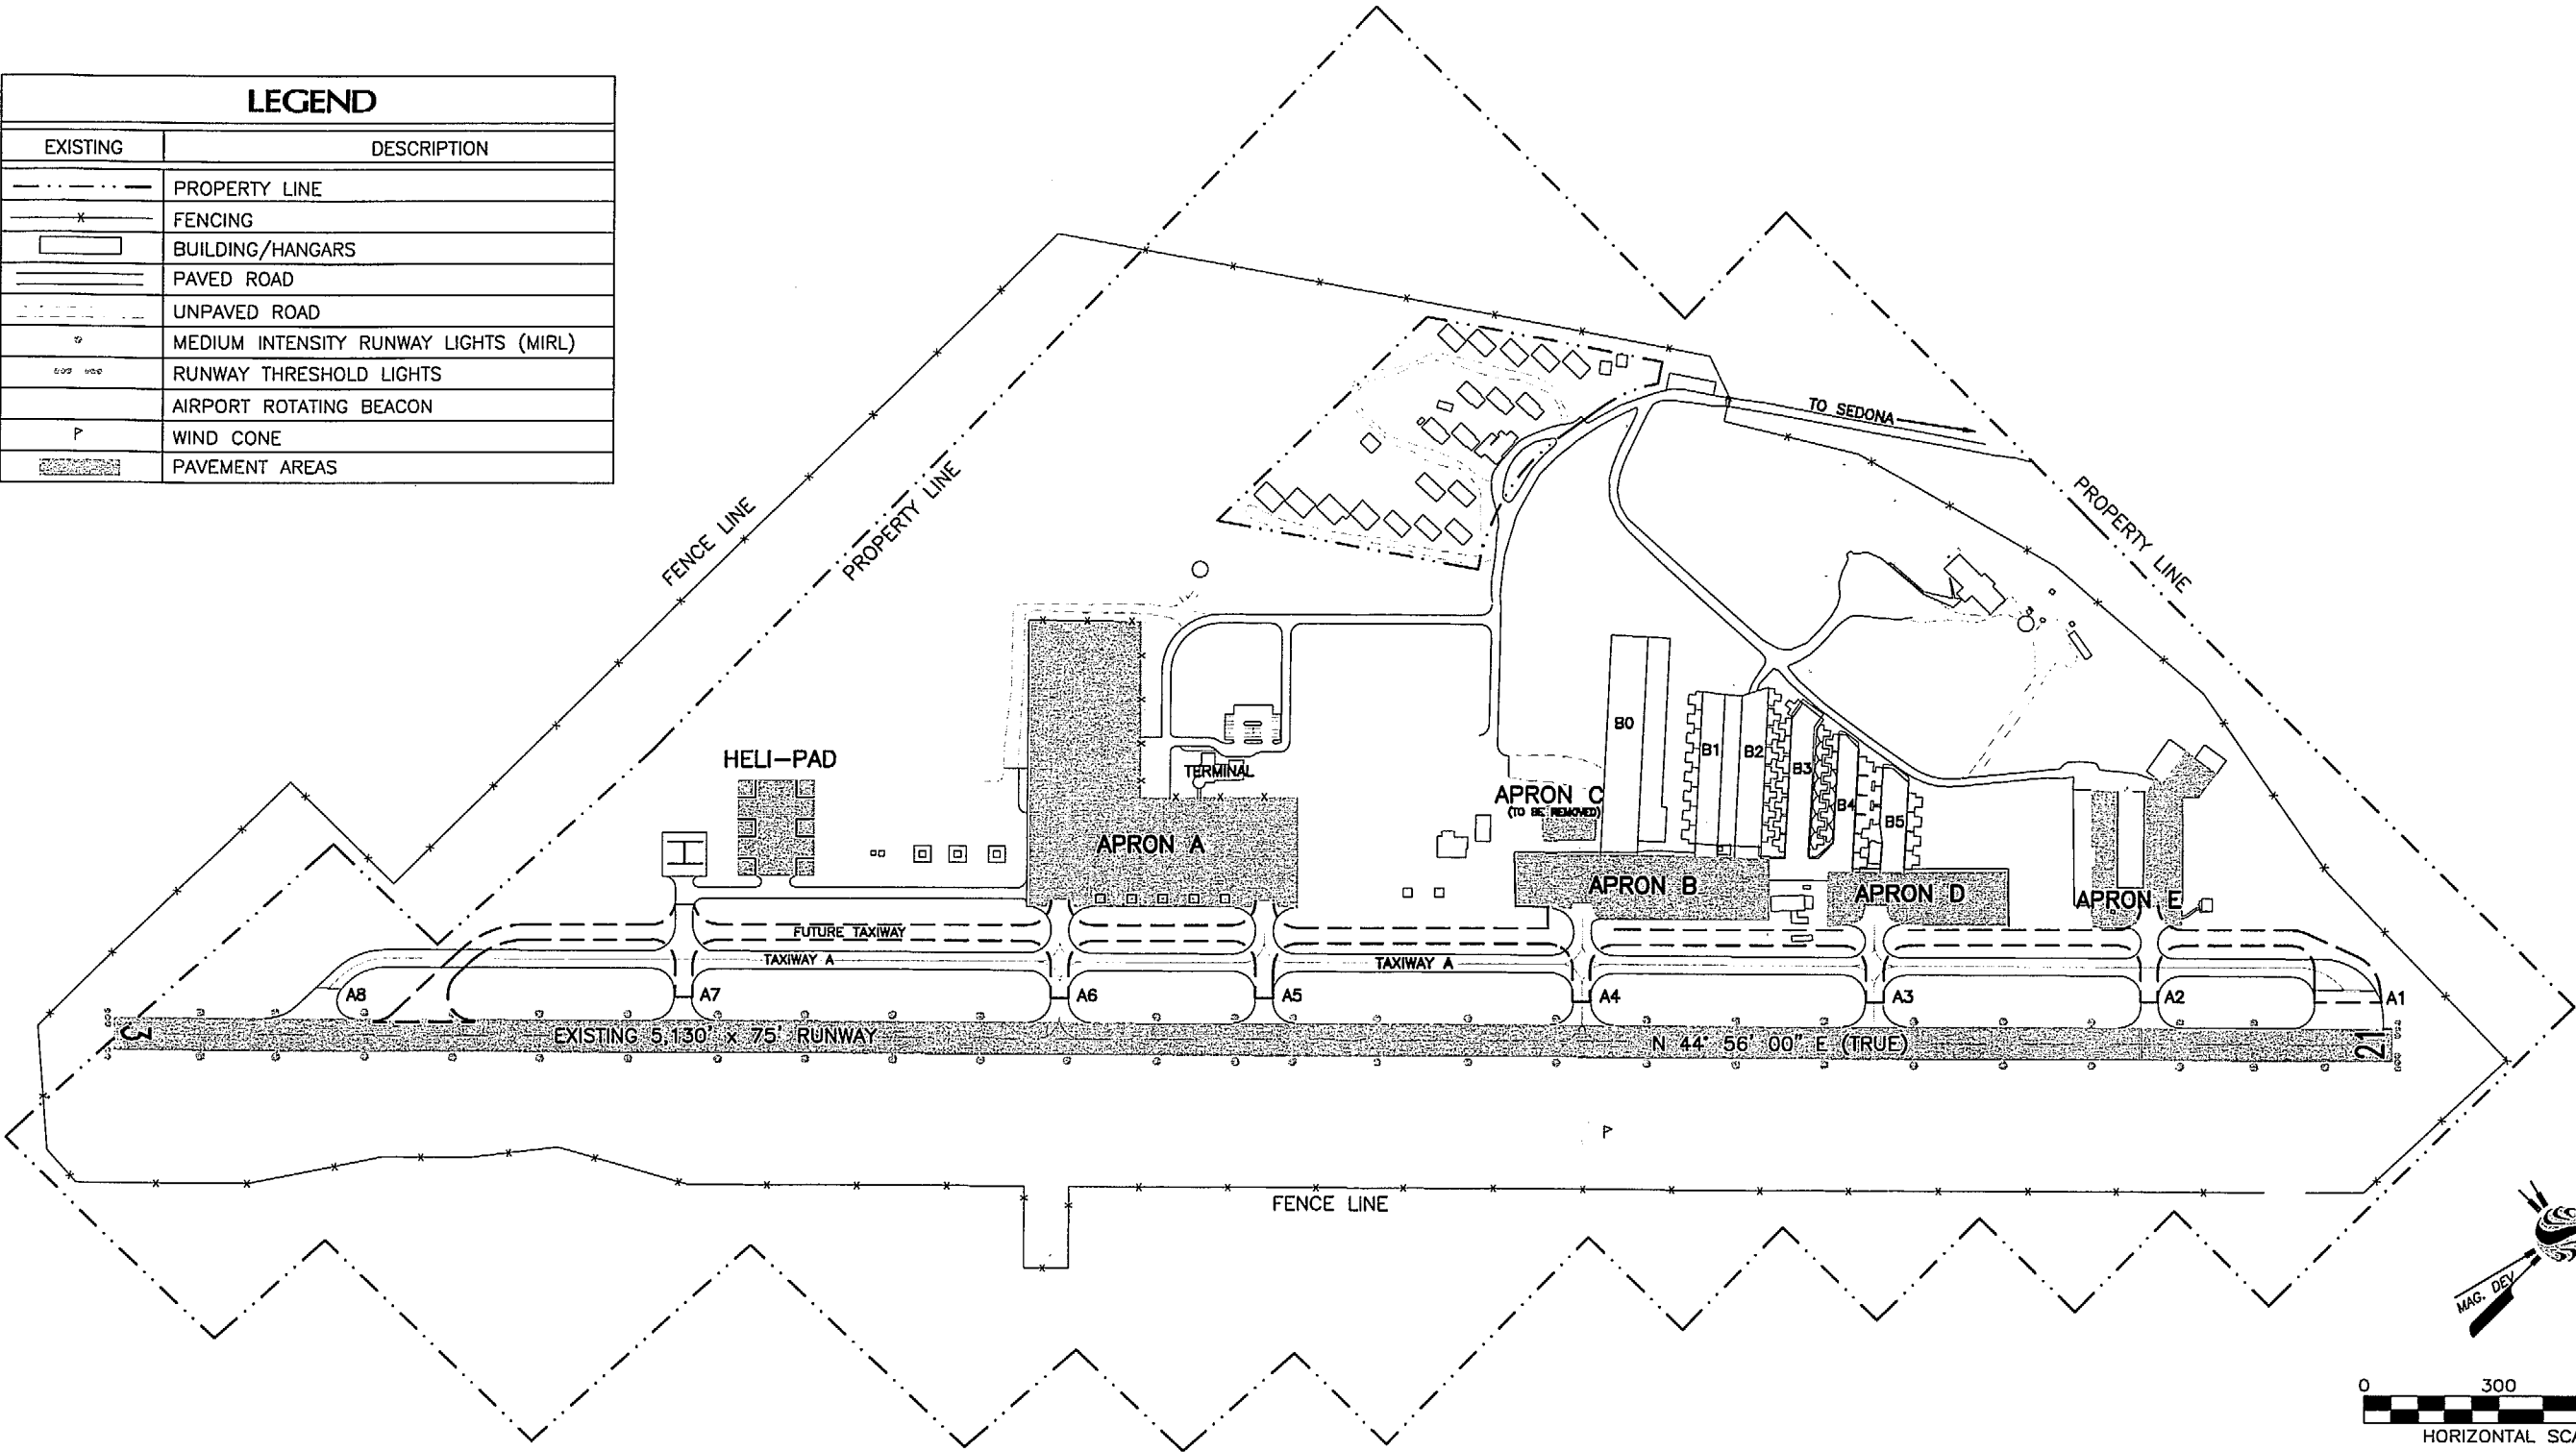 LEGEND
EXISTING DESCRIPTION
PROPERTY LINE
FENCING
BUILDING/HANGARS
PAVED ROAD
UNPAVED ROAD
MEDIUM INTENSITY RUNWAY LIGHTS (MIRL)
RUNWAY THRESHOLD LIGHTS
AIRPORT ROTATING BEACON
WIND CONE
PAVEMENT AREAS
TO SEDONA
FENCE LINE
PROPERTY LINE
PROPERTY LINE
HELI-PAD
TERMINAL
B0
B1
B2
B3
B4
B5
APRON C
(TO BE REMOVED)
APRON A
APRON B
APRON D
APRON E
FUTURE TAXIWAY
TAXIWAY A
TAXIWAY A
A8
A7
A6
A5
A4
A3
A2
A1
3
EXISTING 5,130' x 75' RUNWAY
N 44° 56' 00" E (TRUE)
21
FENCE LINE
MAG. DEV
0 300
HORIZONTAL